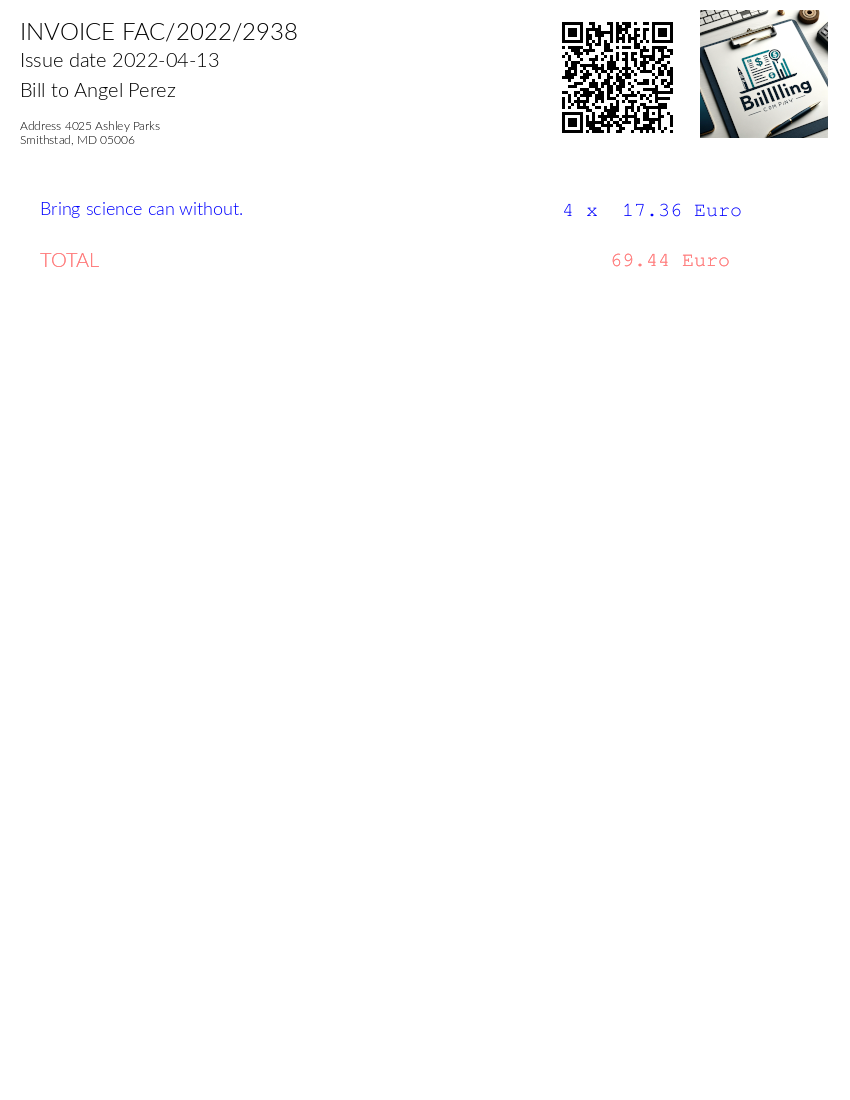 INVOICE FAC/2022/2938
Issue date 2022-04-13
Bill to Angel Perez
Address 4025 Ashley Parks
Smithstad, MD 05006
Biillling
COMPANY
Bring science can without. 4 x 17.36 Euro
TOTAL 69.44 Euro